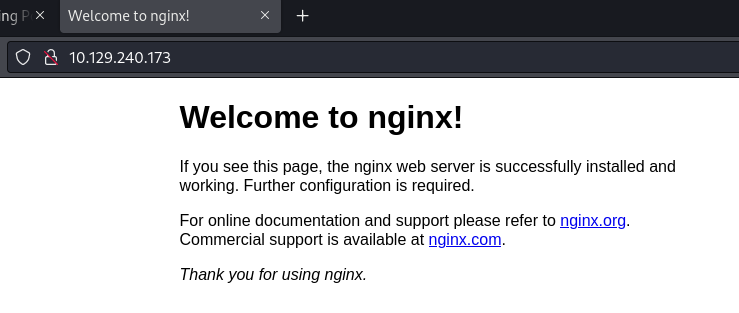 Welcome to nginx!
10.129.240.173
Welcome to nginx!
If you see this page, the nginx web server is successfully installed and
working. Further configuration is required.
For online documentation and support please refer to nginx.org.
Commercial support is available at nginx.com.
Thank you for using nginx.